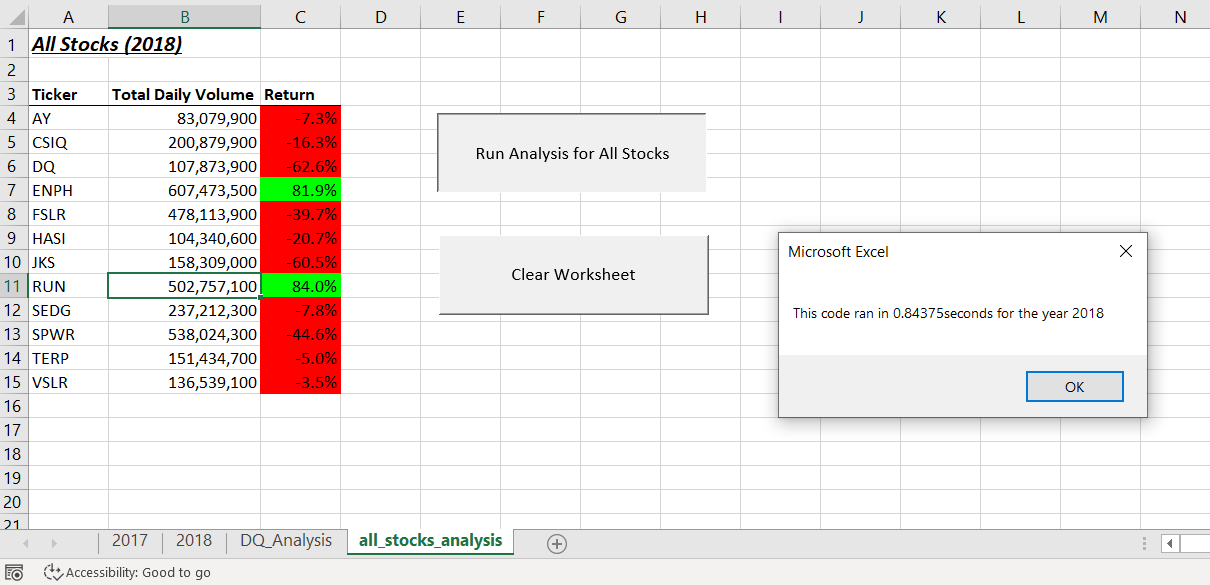 A B C D E F G H I J K L M N
1 All Stocks (2018)
2
3 Ticker Total Daily Volume Return
4 AY 83,079,900 -7.3%
5 CSIQ 200,879,900 -16.3%
6 DQ 107,873,900 -62.6%
7 ENPH 607,473,500 81.9%
8 FSLR 478,113,900 -39.7%
9 HASI 104,340,600 -20.7%
10 JKS 158,309,000 -60.5%
11 RUN 502,757,100 84.0%
12 SEDG 237,212,300 -7.8%
13 SPWR 538,024,300 -44.6%
14 TERP 151,434,700 -5.0%
15 VSLR 136,539,100 -3.5%
16
17
18
19
20
21
Run Analysis for All Stocks
Clear Worksheet
Microsoft Excel
This code ran in 0.84375seconds for the year 2018
OK
2017 2018 DQ_Analysis all_stocks_analysis
Accessibility: Good to go